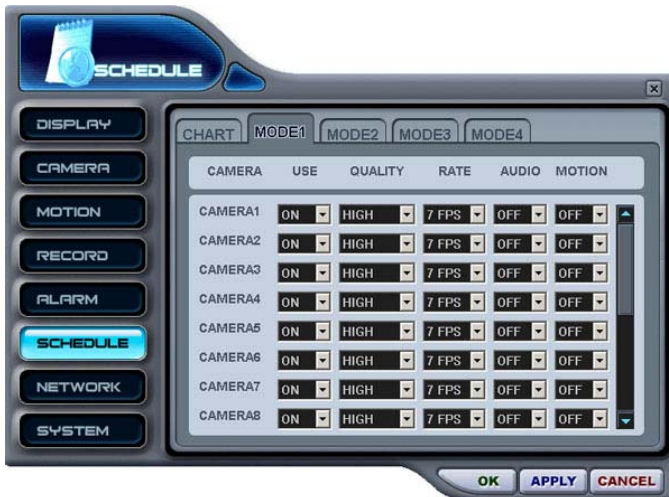 SCHEDULE
DISPLAY
CAMERA
MOTION
RECORD
ALARM
SCHEDULE
NETWORK
SYSTEM
CHART MODE1 MODE2 MODE3 MODE4
CAMERA USE QUALITY RATE AUDIO MOTION
CAMERA1 ON HIGH 7 FPS OFF OFF
CAMERA2 ON HIGH 7 FPS OFF OFF
CAMERA3 ON HIGH 7 FPS OFF OFF
CAMERA4 ON HIGH 7 FPS OFF OFF
CAMERA5 ON HIGH 7 FPS OFF OFF
CAMERA6 ON HIGH 7 FPS OFF OFF
CAMERA7 ON HIGH 7 FPS OFF OFF
CAMERA8 ON HIGH 7 FPS OFF OFF
OK APPLY CANCEL